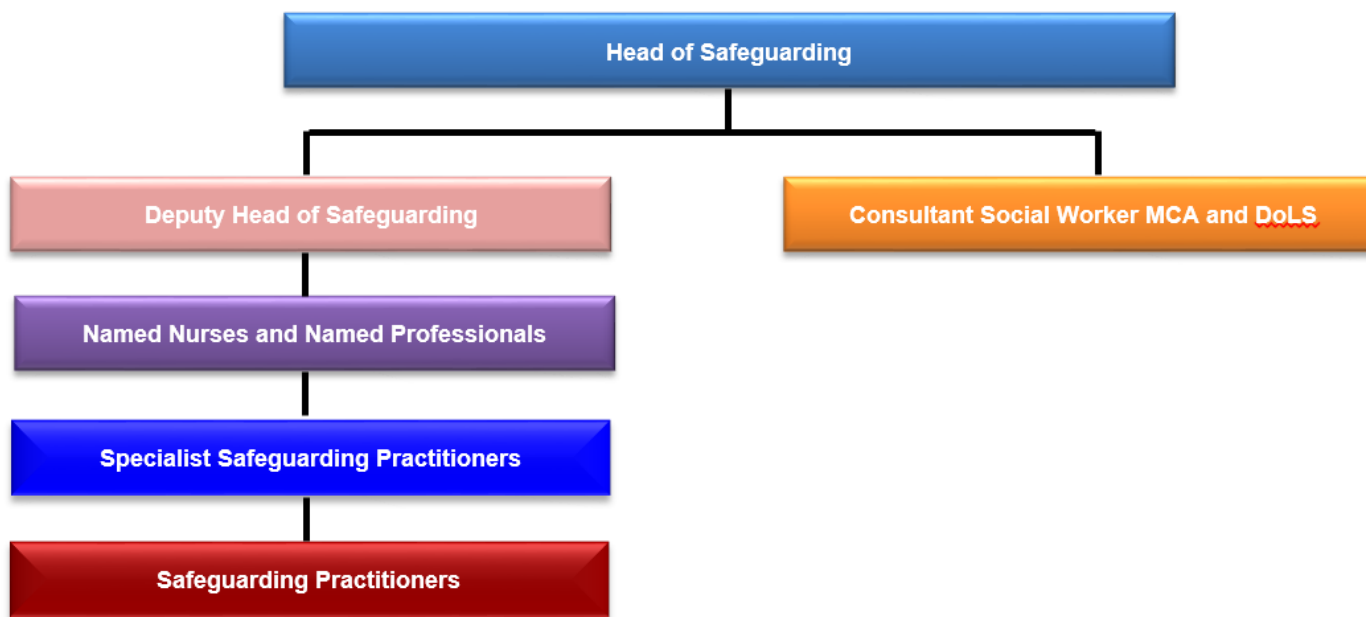 Head of Safeguarding
Deputy Head of Safeguarding
Consultant Social Worker MCA and DoLS
Named Nurses and Named Professionals
Specialist Safeguarding Practitioners
Safeguarding Practitioners